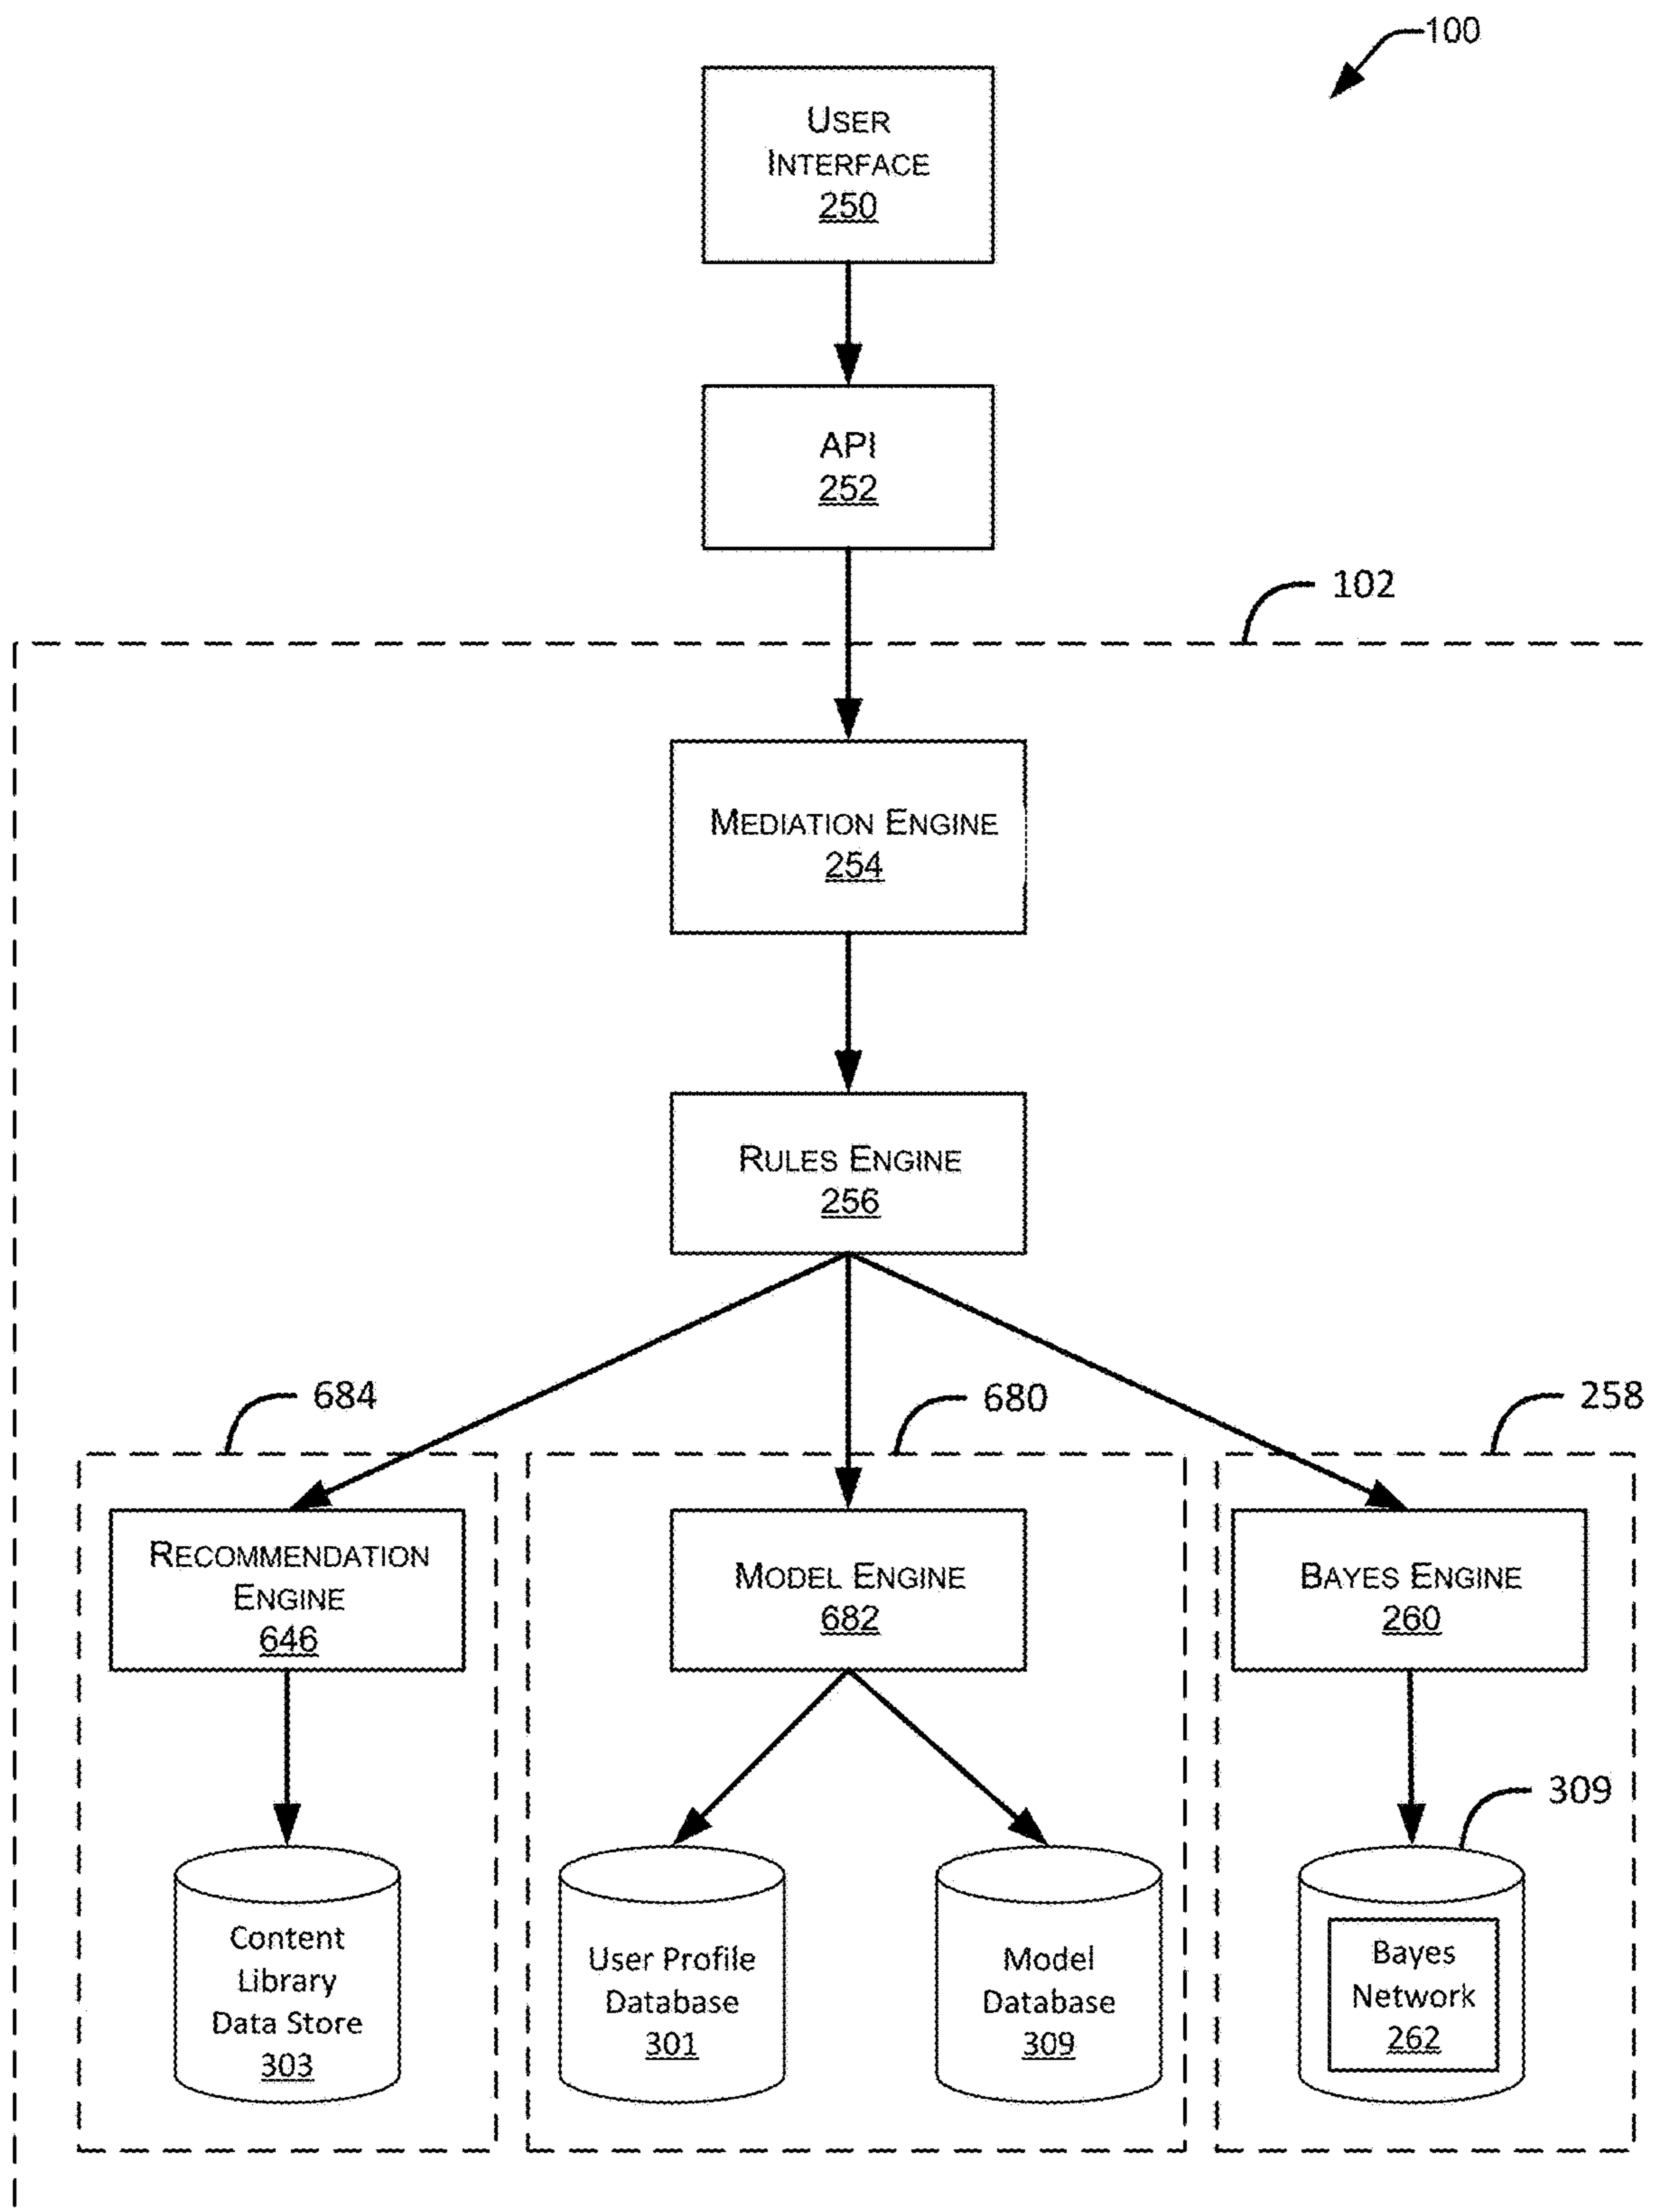 100
USER
INTERFACE
250
API
252
102
MEDIATION ENGINE
254
RULES ENGINE
256
684
680
258
RECOMMENDATION
ENGINE
646
MODEL ENGINE
682
BAYES ENGINE
260
309
Content
Library
Data Store
303
User Profile
Database
301
Model
Database
309
Bayes
Network
262